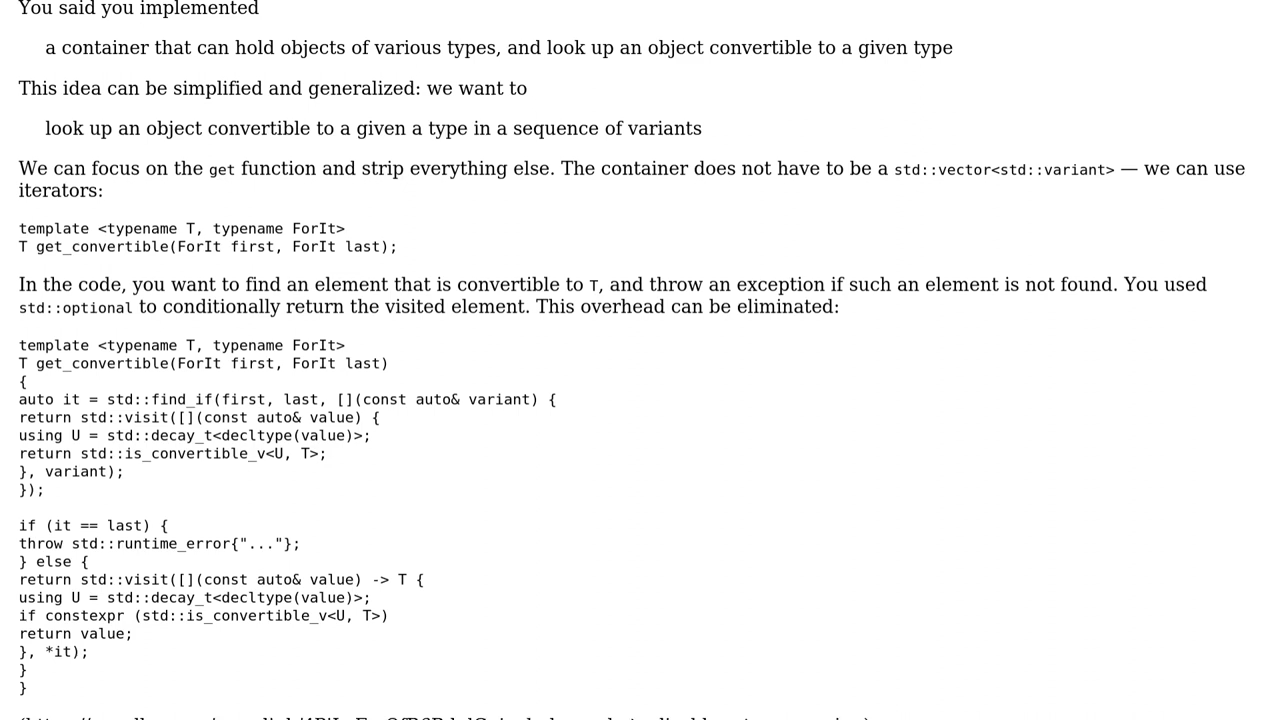 You said you implemented
a container that can hold objects of various types, and look up an object convertible to a given type
This idea can be simplified and generalized: we want to
look up an object convertible to a given a type in a sequence of variants
We can focus on the get function and strip everything else. The container does not have to be a std::vector<std::variant> — we can use
iterators:
template <typename T, typename ForIt>
T get_convertible(ForIt first, ForIt last);
In the code, you want to find an element that is convertible to T, and throw an exception if such an element is not found. You used
std::optional to conditionally return the visited element. This overhead can be eliminated:
template <typename T, typename ForIt>
T get_convertible(ForIt first, ForIt last)
{
auto it = std::find_if(first, last, [](const auto& variant) {
return std::visit([](const auto& value) {
using U = std::decay_t<decltype(value)>;
return std::is_convertible_v<U, T>;
}, variant);
});
if (it == last) {
throw std::runtime_error{"..."};
} else {
return std::visit([](const auto& value) -> T {
using U = std::decay_t<decltype(value)>;
if constexpr (std::is_convertible_v<U, T>)
return value;
}, *it);
}
}